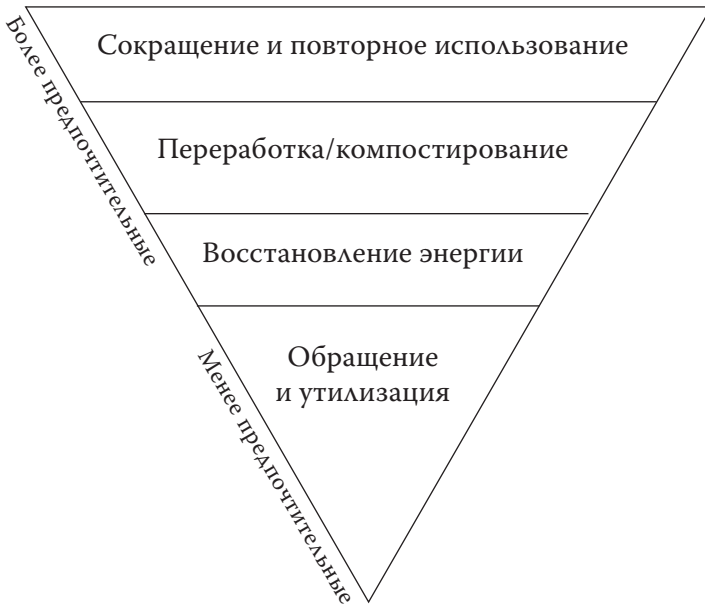 Сокращение и повторное использование
Более предпочтительные
Переработка/компостирование
Восстановление энергии
Обращение
и утилизация
Менее предпочтительные